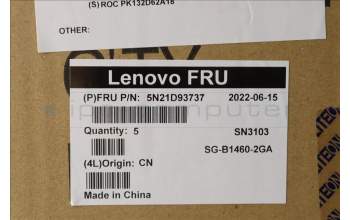 (S) ROC PK132D62A18
OTHER:
Lenovo FRU
(P)FRU P/N: 5N21D93737 2022-06-15
Quantity: 5 SN3103
SG-B1460-2GA
(4L)Origin: CN
Made in China
LITEON